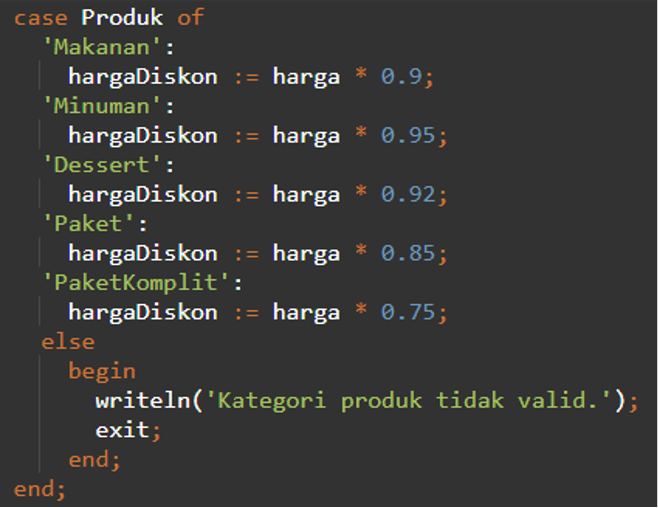 case Produk of
'Makanan':
hargaDiskon := harga * 0.9;
'Minuman':
hargaDiskon := harga * 0.95;
'Dessert':
hargaDiskon := harga * 0.92;
'Paket':
hargaDiskon := harga * 0.85;
'PaketKomplit':
hargaDiskon := harga * 0.75;
else
begin
writeln('Kategori produk tidak valid.');
exit;
end;
end;